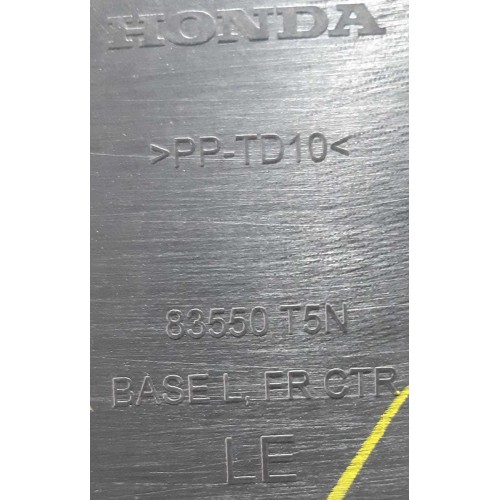 HONDA
>PP-TD10<
83550 T5N
BASE L, FR CTR
LE